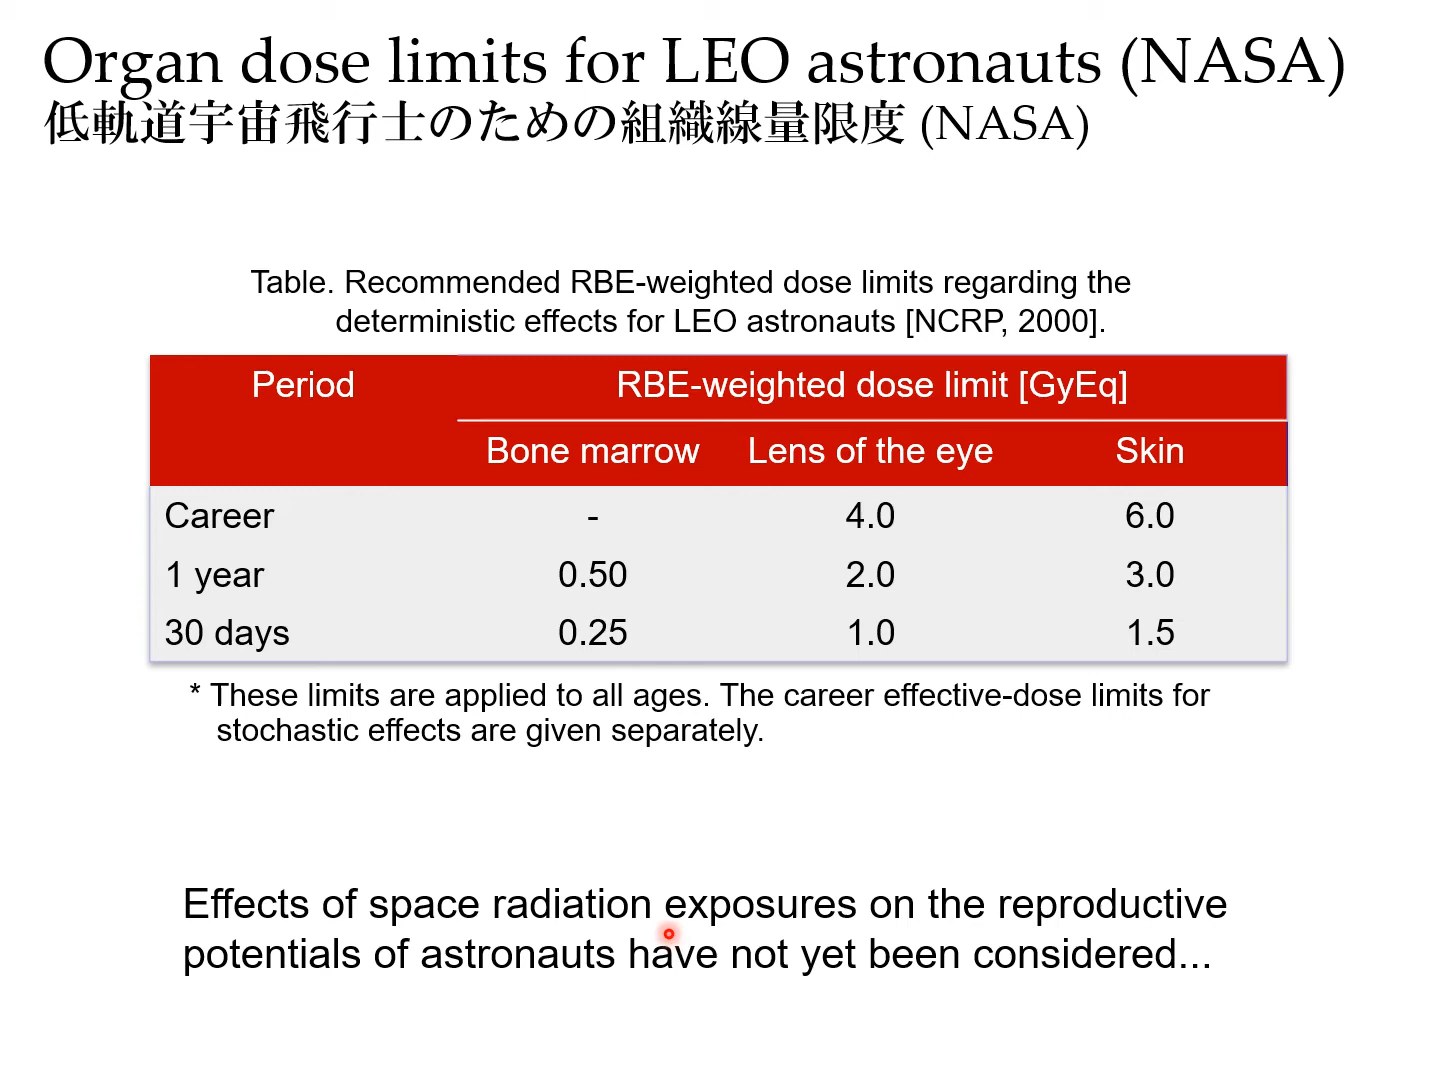 Organ dose limits for LEO astronauts (NASA)
低軌道宇宙飛行士のための組織線量限度 (NASA)
Table. Recommended RBE-weighted dose limits regarding the
deterministic effects for LEO astronauts [NCRP, 2000].
Period RBE-weighted dose limit [GyEq]
Bone marrow Lens of the eye Skin
Career - 4.0 6.0
1 year 0.50 2.0 3.0
30 days 0.25 1.0 1.5
* These limits are applied to all ages. The career effective-dose limits for
stochastic effects are given separately.
Effects of space radiation exposures on the reproductive
potentials of astronauts have not yet been considered...